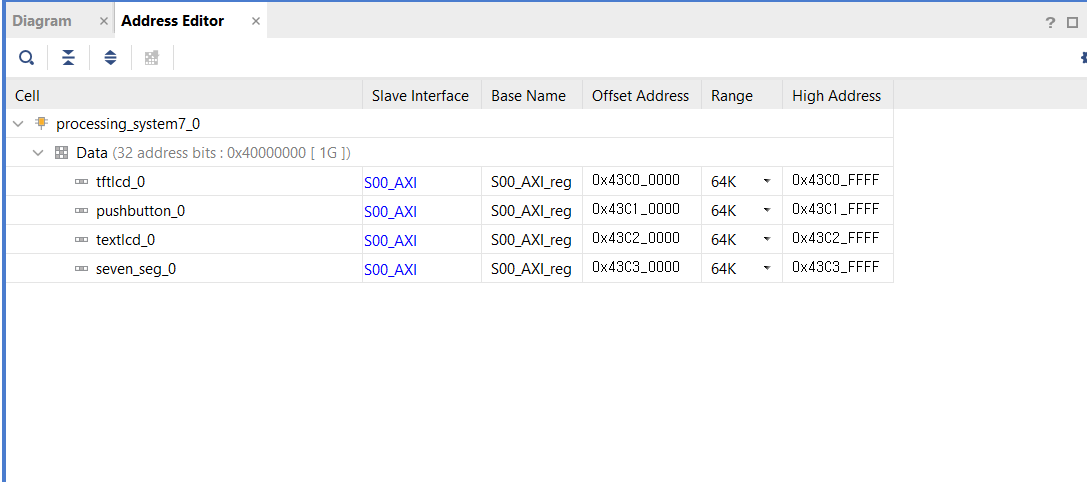 Diagram × Address Editor ×
? 
Cell Slave Interface Base Name Offset Address Range High Address
processing_system7_0
Data (32 address bits : 0x40000000 [ 1G ])
tftlcd_0 S00_AXI S00_AXI_reg 0x43C0_0000 64K 0x43C0_FFFF
pushbutton_0 S00_AXI S00_AXI_reg 0x43C1_0000 64K 0x43C1_FFFF
textlcd_0 S00_AXI S00_AXI_reg 0x43C2_0000 64K 0x43C2_FFFF
seven_seg_0 S00_AXI S00_AXI_reg 0x43C3_0000 64K 0x43C3_FFFF